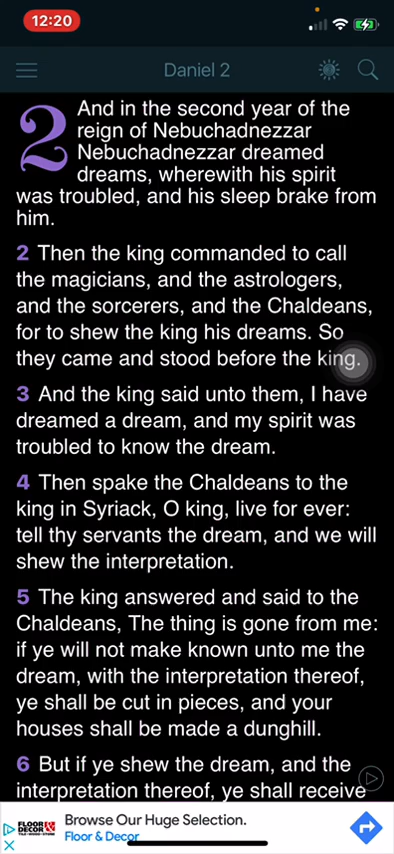 12:20
Daniel 2
2 And in the second year of the
reign of Nebuchadnezzar
Nebuchadnezzar dreamed
dreams, wherewith his spirit
was troubled, and his sleep brake from
him.
2 Then the king commanded to call
the magicians, and the astrologers,
and the sorcerers, and the Chaldeans,
for to shew the king his dreams. So
they came and stood before the king.
3 And the king said unto them, I have
dreamed a dream, and my spirit was
troubled to know the dream.
4 Then spake the Chaldeans to the
king in Syriack, O king, live for ever:
tell thy servants the dream, and we will
shew the interpretation.
5 The king answered and said to the
Chaldeans, The thing is gone from me:
if ye will not make known unto me the
dream, with the interpretation thereof,
ye shall be cut in pieces, and your
houses shall be made a dunghill.
6 But if ye shew the dream, and the
interpretation thereof, ye shall receive
FLOOR & DECOR
Browse Our Huge Selection.
Floor & Decor